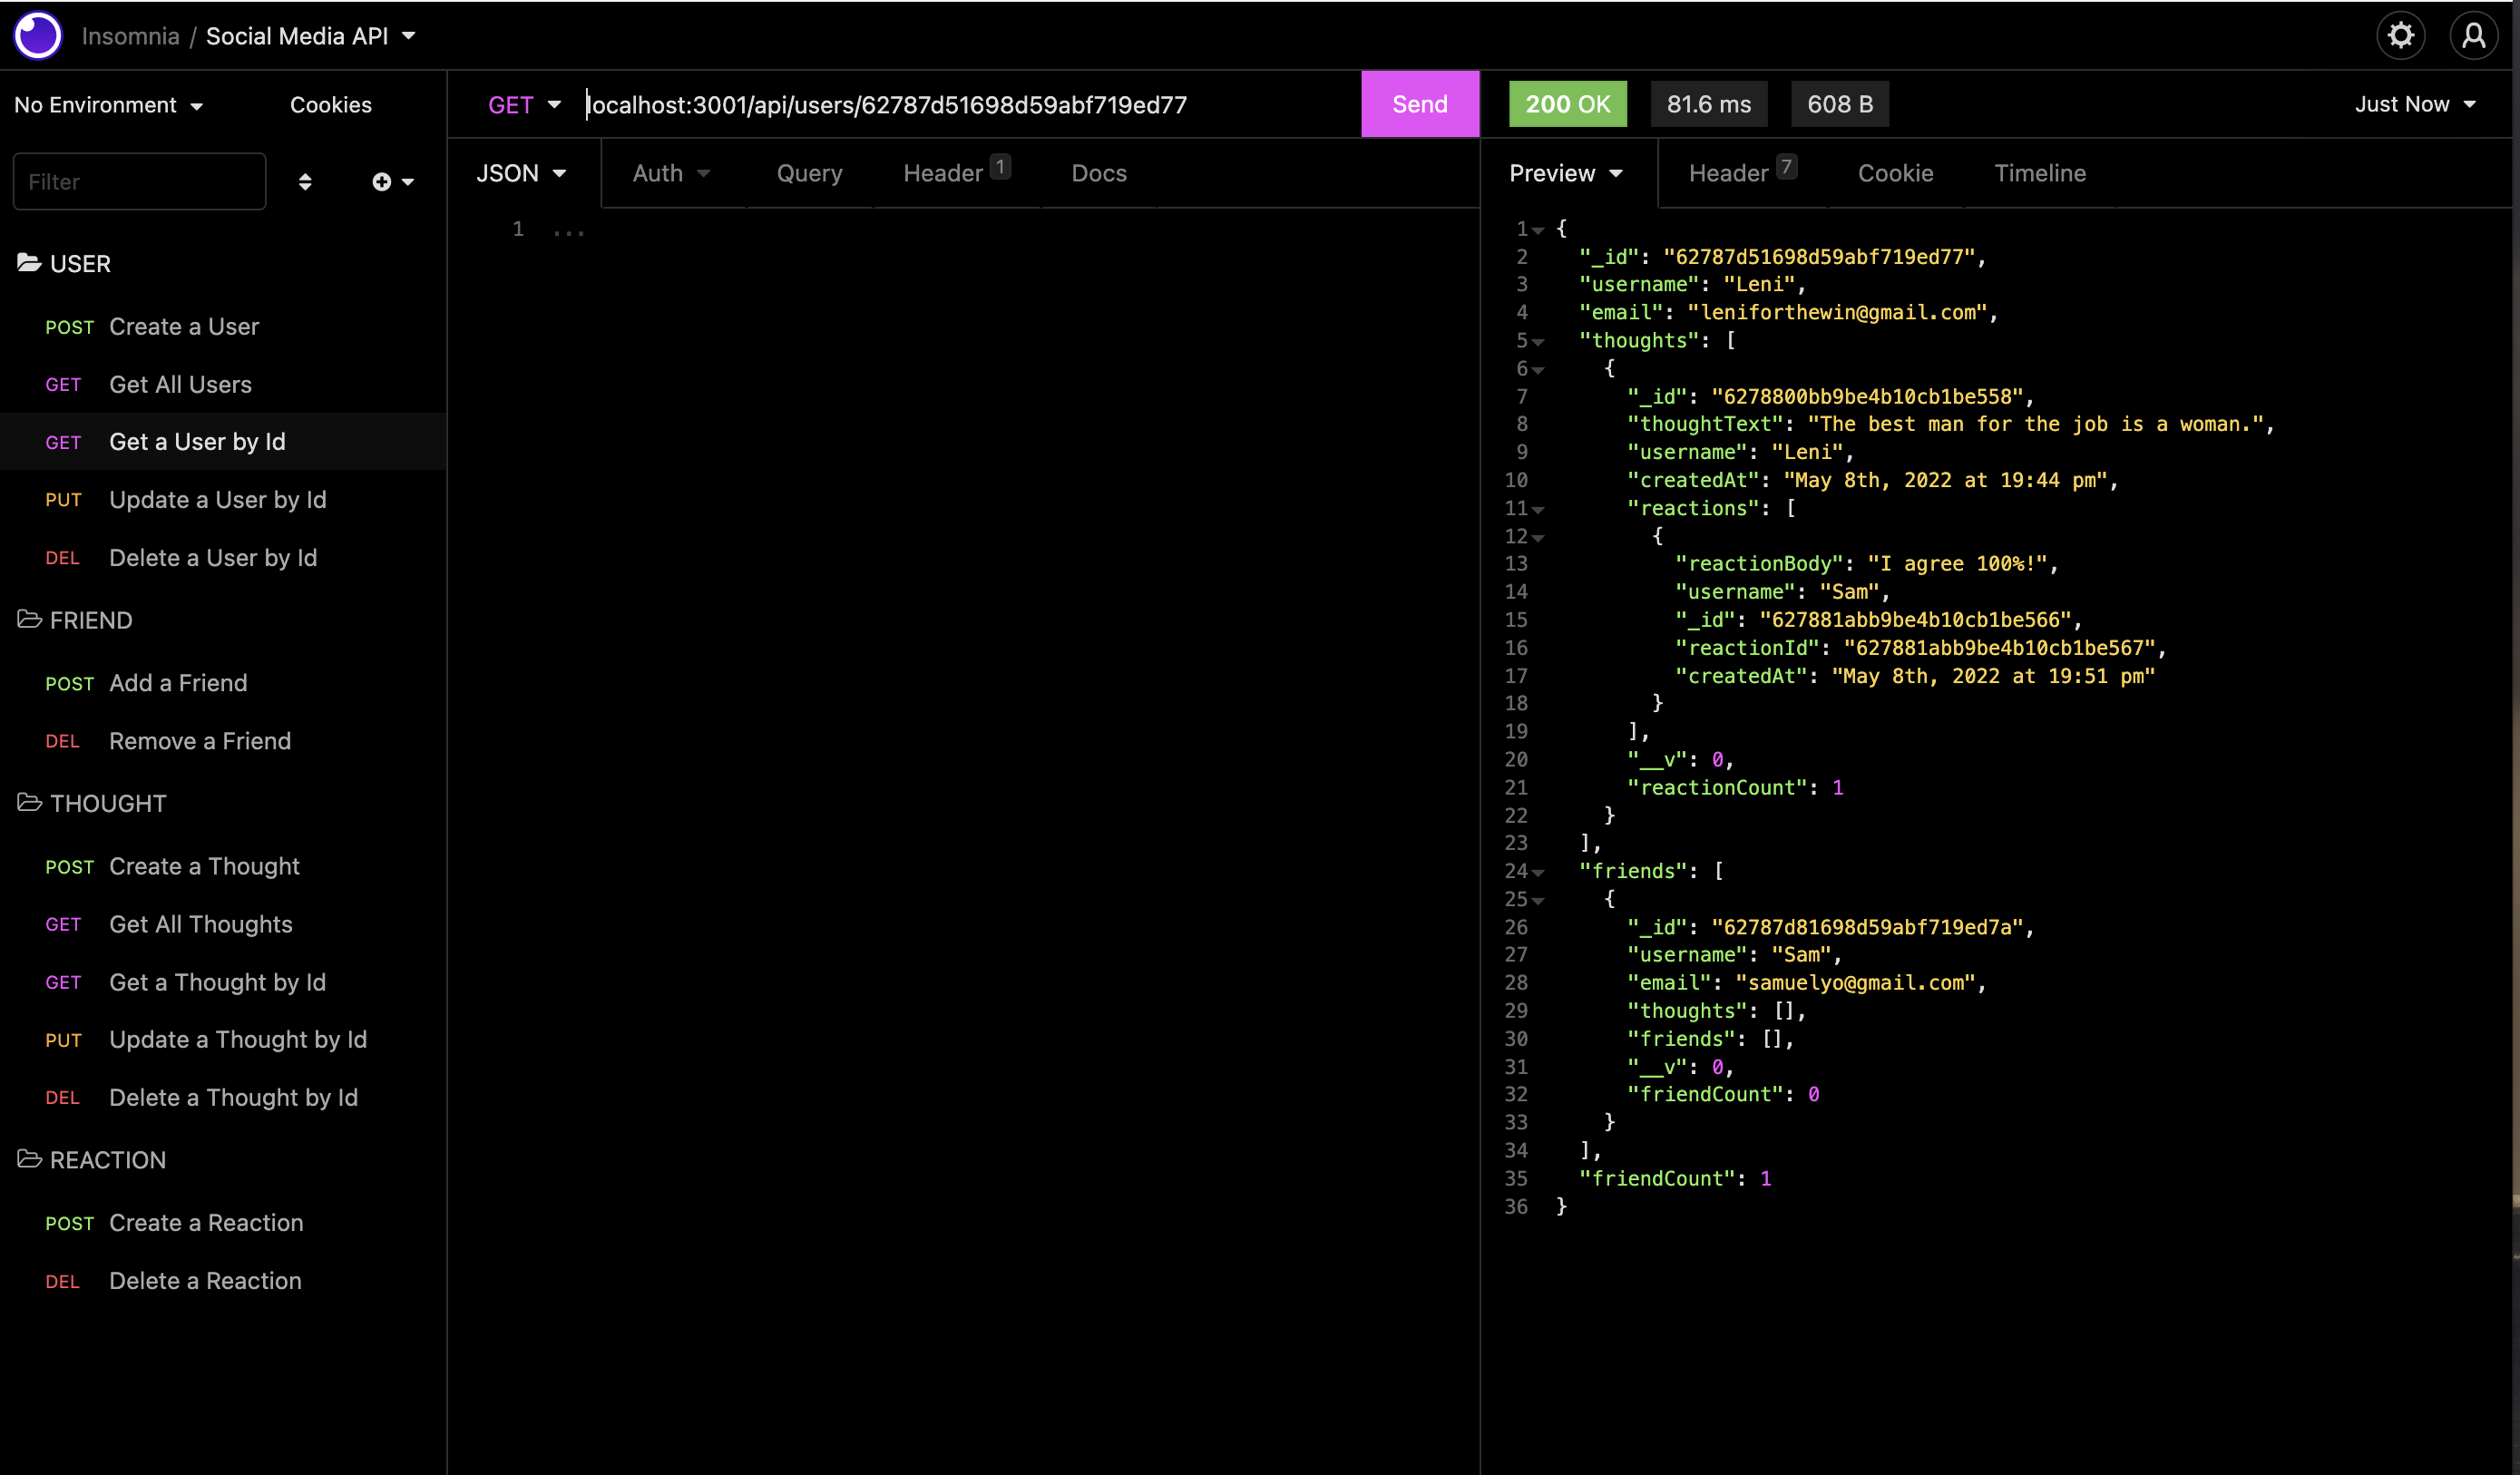 Insomnia / Social Media API
No Environment
Cookies
Filter
USER
POST Create a User
GET Get All Users
GET Get a User by Id
PUT Update a User by Id
DEL Delete a User by Id
FRIEND
POST Add a Friend
DEL Remove a Friend
THOUGHT
POST Create a Thought
GET Get All Thoughts
GET Get a Thought by Id
PUT Update a Thought by Id
DEL Delete a Thought by Id
REACTION
POST Create a Reaction
DEL Delete a Reaction
GET localhost:3001/api/users/62787d51698d59abf719ed77 Send
JSON Auth Query Header 1 Docs
1 ...
200 OK 81.6 ms 608 B Just Now
Preview Header 7 Cookie Timeline
1 {
2 "_id": "62787d51698d59abf719ed77",
3 "username": "Leni",
4 "email": "leniforthewin@gmail.com",
5 "thoughts": [
6 {
7 "_id": "6278800bb9be4b10cb1be558",
8 "thoughtText": "The best man for the job is a woman.",
9 "username": "Leni",
10 "createdAt": "May 8th, 2022 at 19:44 pm",
11 "reactions": [
12 {
13 "reactionBody": "I agree 100%!",
14 "username": "Sam",
15 "_id": "627881abb9be4b10cb1be566",
16 "reactionId": "627881abb9be4b10cb1be567",
17 "createdAt": "May 8th, 2022 at 19:51 pm"
18 }
19 ],
20 "__v": 0,
21 "reactionCount": 1
22 }
23 ],
24 "friends": [
25 {
26 "_id": "62787d81698d59abf719ed7a",
27 "username": "Sam",
28 "email": "samuelyo@gmail.com",
29 "thoughts": [],
30 "friends": [],
31 "__v": 0,
32 "friendCount": 0
33 }
34 ],
35 "friendCount": 1
36 }